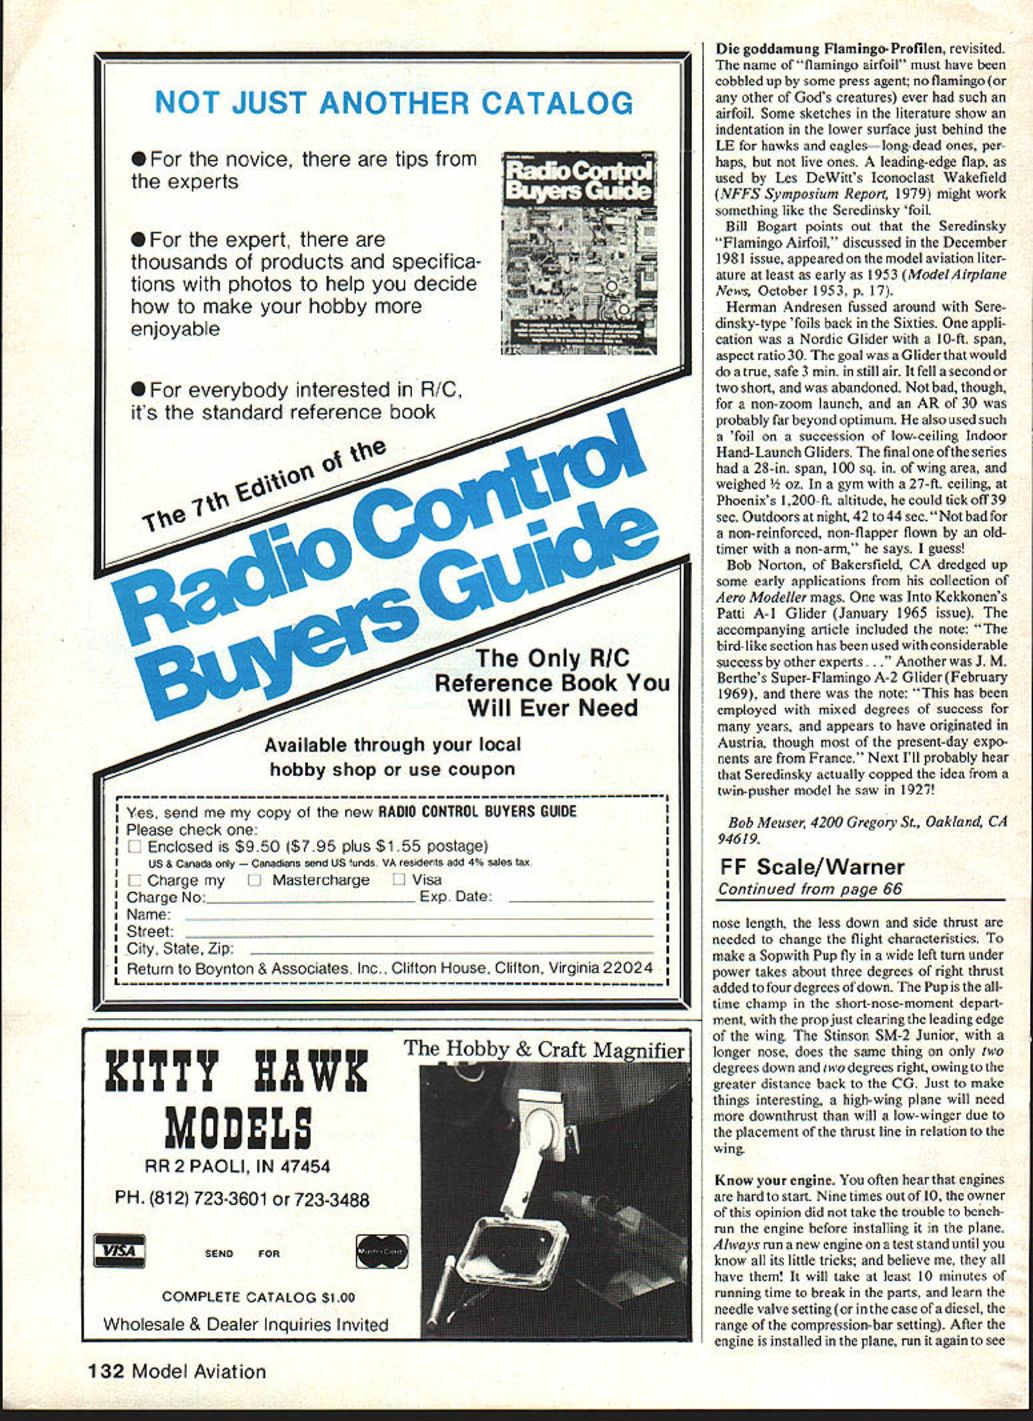 NOT JUST ANOTHER CATALOG
●For the novice, there are tips from
the experts
●For the expert, there are
thousands of products and specifica-
tions with photos to help you decide
how to make your hobby more
enjoyable
●For everybody interested in R/C,
it's the standard reference book
Radio Control
Buyers Guide
The 7th Edition of the
Radio Control
Buyers Guide
The Only R/C
Reference Book You
Will Ever Need
Available through your local
hobby shop or use coupon
Yes, send me my copy of the new RADIO CONTROL BUYERS GUIDE
Please check one:
□ Enclosed is $9.50 ($7.95 plus $1.55 postage)
US & Canada only — Canadians send US funds. VA residents add 4% sales tax.
□ Charge my □ Mastercharge □ Visa
Charge No: Exp. Date:
Name:
Street:
City, State, Zip:
Return to Boynton & Associates, Inc., Clifton House, Clifton, Virginia 22024
KITTY HAWK
MODELS
RR 2 PAOLI, IN 47454
PH. (812) 723-3601 or 723-3488
VISA
SEND FOR
MasterCard
COMPLETE CATALOG $1.00
Wholesale & Dealer Inquiries Invited
The Hobby & Craft Magnifier
132 Model Aviation
Die goddamung Flamingo-Profilen, revisited.
The name of "flamingo airfoil" must have been
cobbled up by some press agent; no flamingo (or
any other of God's creatures) ever had such an
airfoil. Some sketches in the literature show an
indentation in the lower surface just behind the
LE for hawks and eagles—long-dead ones, per-
haps, but not live ones. A leading-edge flap, as
used by Les DeWitt's Iconoclast Wakefield
(NFFS Symposium Report, 1979) might work
something like the Seredinsky 'foil.
Bill Bogart points out that the Seredinsky
"Flamingo Airfoil," discussed in the December
1981 issue, appeared on the model aviation liter-
ature at least as early as 1953 (Model Airplane
News, October 1953, p. 17).
Herman Andresen fussed around with Sere-
dinsky-type 'foils back in the Sixties. One appli-
cation was a Nordic Glider with a 10-ft. span,
aspect ratio 30. The goal was a Glider that would
do a true, safe 3 min. in still air. It fell a second or
two short, and was abandoned. Not bad, though,
for a non-zoom launch, and an AR of 30 was
probably far beyond optimum. He also used such
a 'foil on a succession of low-ceiling Indoor
Hand-Launch Gliders. The final one of the series
had a 28-in. span, 100 sq. in. of wing area, and
weighed ½ oz. In a gym with a 27-ft. ceiling, at
Phoenix's 1,200-ft. altitude, he could tick off 39
sec. Outdoors at night, 42 to 44 sec. "Not bad for
a non-reinforced, non-flapper flown by an old-
timer with a non-arm," he says. I guess!
Bob Norton, of Bakersfield, CA dredged up
some early applications from his collection of
Aero Modeller mags. One was Into Kekkonen's
Patti A-1 Glider (January 1965 issue). The
accompanying article included the note: "The
bird-like section has been used with considerable
success by other experts . . ." Another was J. M.
Berthe's Super-Flamingo A-2 Glider (February
1969), and there was the note: "This has been
employed with mixed degrees of success for
many years, and appears to have originated in
Austria, though most of the present-day expo-
nents are from France." Next I'll probably hear
that Seredinsky actually copped the idea from a
twin-pusher model he saw in 1927!
Bob Meuser, 4200 Gregory St., Oakland, CA
94619.
FF Scale/Warner
Continued from page 66
nose length, the less down and side thrust are
needed to change the flight characteristics. To
make a Sopwith Pup fly in a wide left turn under
power takes about three degrees of right thrust
added to four degrees of down. The Pup is the all-
time champ in the short-nose-moment depart-
ment, with the prop just clearing the leading edge
of the wing. The Stinson SM-2 Junior, with a
longer nose, does the same thing on only two
degrees down and two degrees right, owing to the
greater distance back to the CG. Just to make
things interesting, a high-wing plane will need
more downthrust than will a low-winger due to
the placement of the thrust line in relation to the
wing.
Know your engine. You often hear that engines
are hard to start. Nine times out of 10, the owner
of this opinion did not take the trouble to bench-
run the engine before installing it in the plane.
Always run a new engine on a test stand until you
know all its little tricks; and believe me, they all
have them! It will take at least 10 minutes of
running time to break in the parts, and learn the
needle valve setting (or in the case of a diesel, the
range of the compression-bar setting). After the
engine is installed in the plane, run it again to see